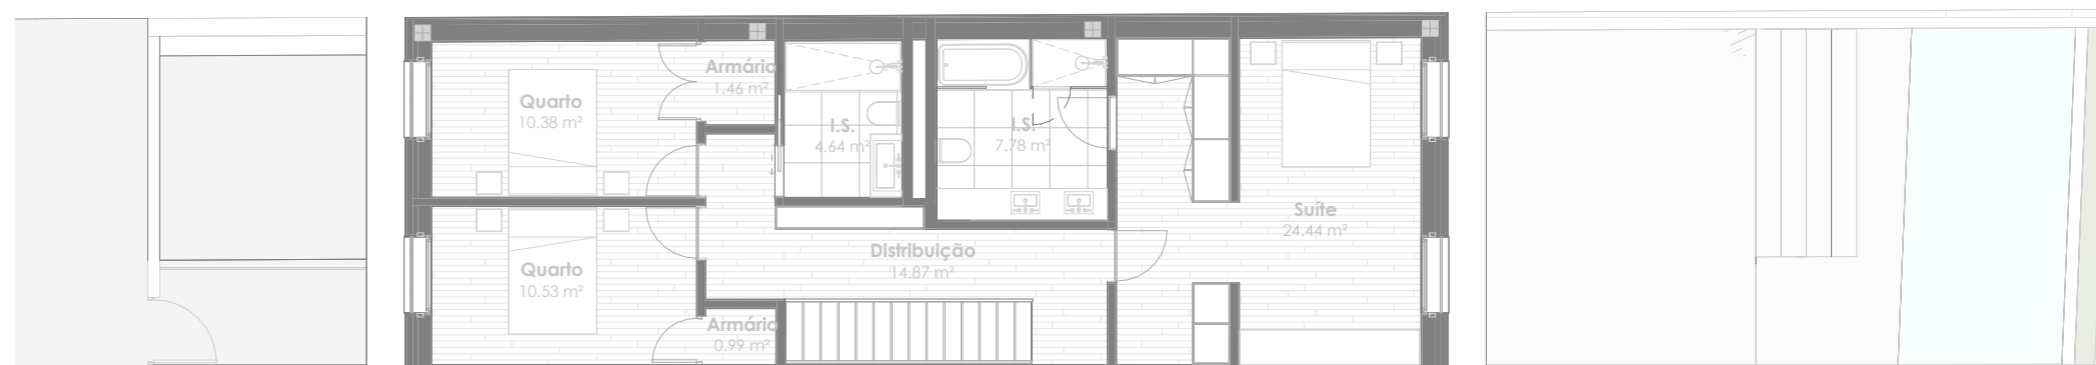 Armário
1.46 m²
Quarto
10.38 m²
I.S.
4.64 m²
I.S.
7.78 m²
Suíte
24.44 m²
Distribuição
14.87 m²
Quarto
10.53 m²
Armário
0.99 m²